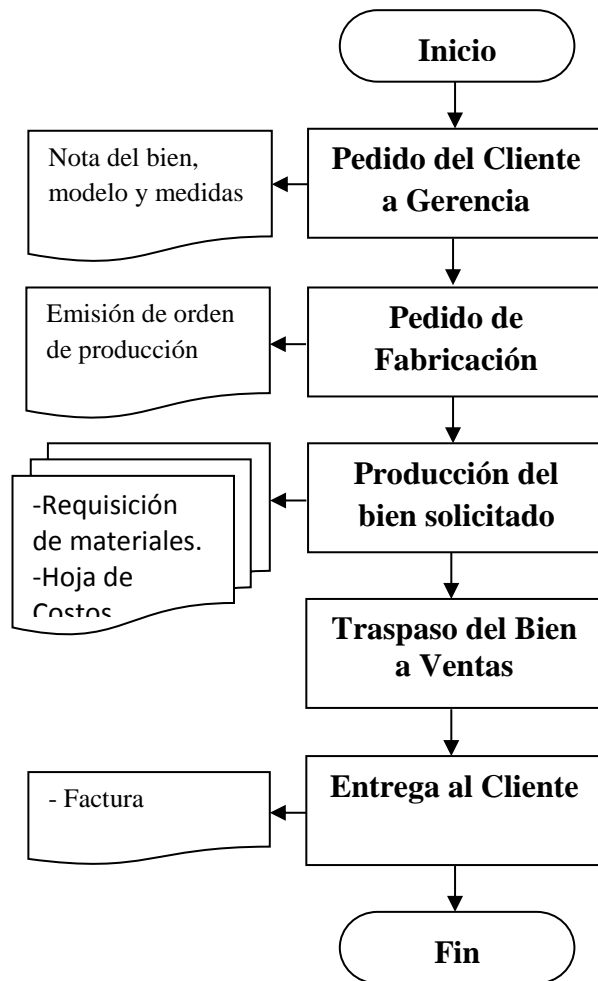 Inicio
Nota del bien,
modelo y medidas
Pedido del Cliente
a Gerencia
Emisión de orden
de producción
Pedido de
Fabricación
-Requisición
de materiales.
-Hoja de
Costos
Producción del
bien solicitado
Traspaso del Bien
a Ventas
- Factura
Entrega al Cliente
Fin